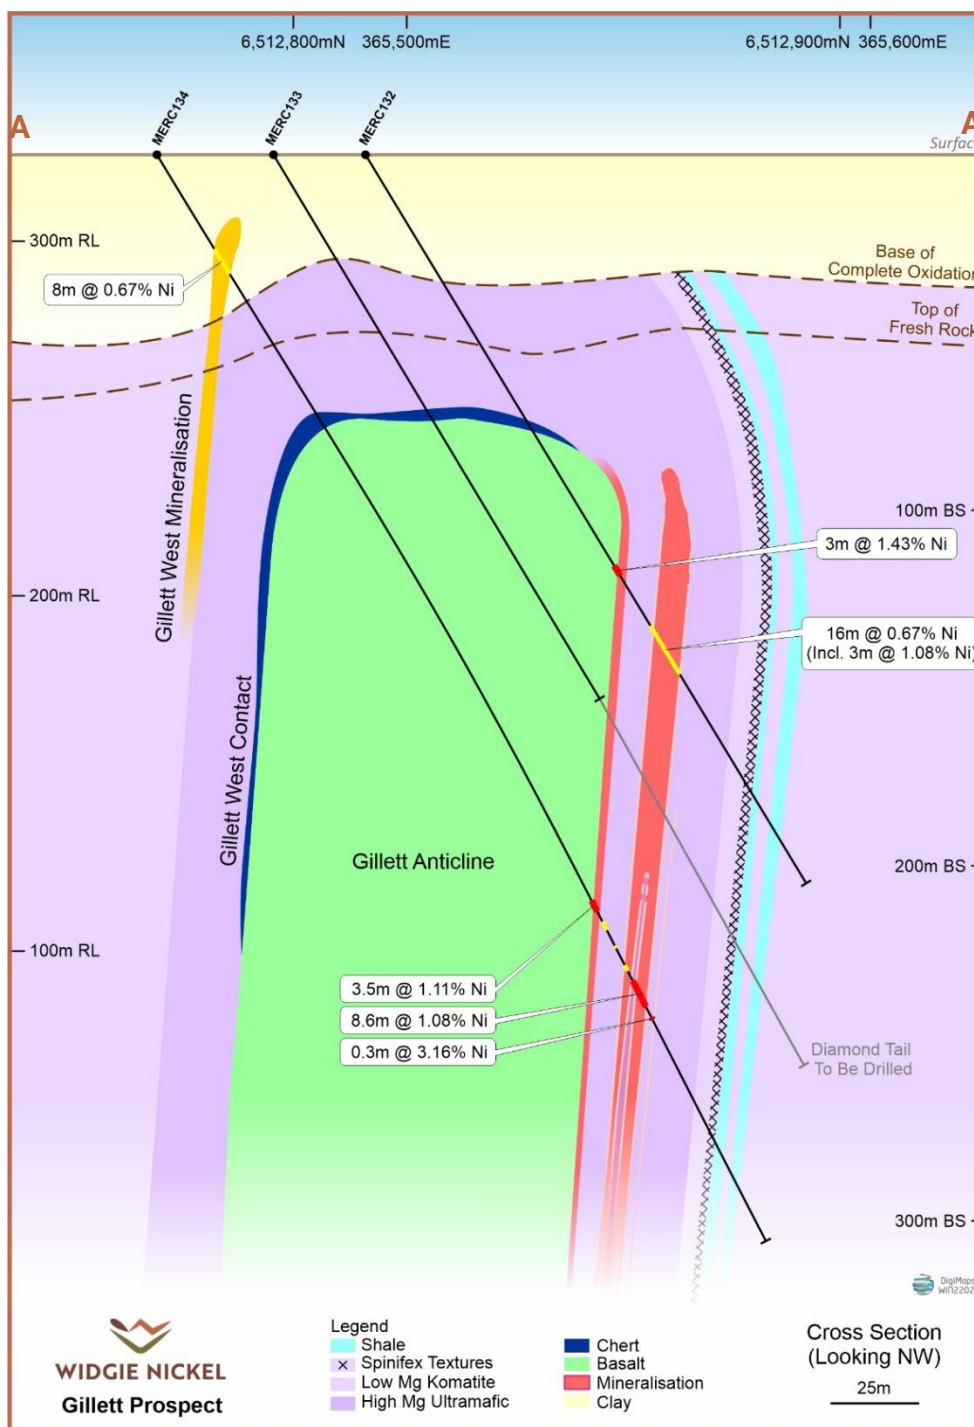 6,512,800mN
365,500mE
6,512,900mN
365,600mE
MERC134
MERC133
MERC132
A
A
Surfac
300m RL
Base of
Complete Oxidation
8m @ 0.67% Ni
Top of
Fresh Rock
Gillett West Mineralisation
100m BS
3m @ 1.43% Ni
200m RL
16m @ 0.67% Ni
(Incl. 3m @ 1.08% Ni)
Gillett West Contact
Gillett Anticline
200m BS
100m RL
3.5m @ 1.11% Ni
8.6m @ 1.08% Ni
0.3m @ 3.16% Ni
Diamond Tail
To Be Drilled
300m BS
DigiMaps
WIN2202
WIDGIE NICKEL
Gillett Prospect
Legend
Shale
Spinifex Textures
Low Mg Komatite
High Mg Ultramafic
Chert
Basalt
Mineralisation
Clay
Cross Section
(Looking NW)
25m